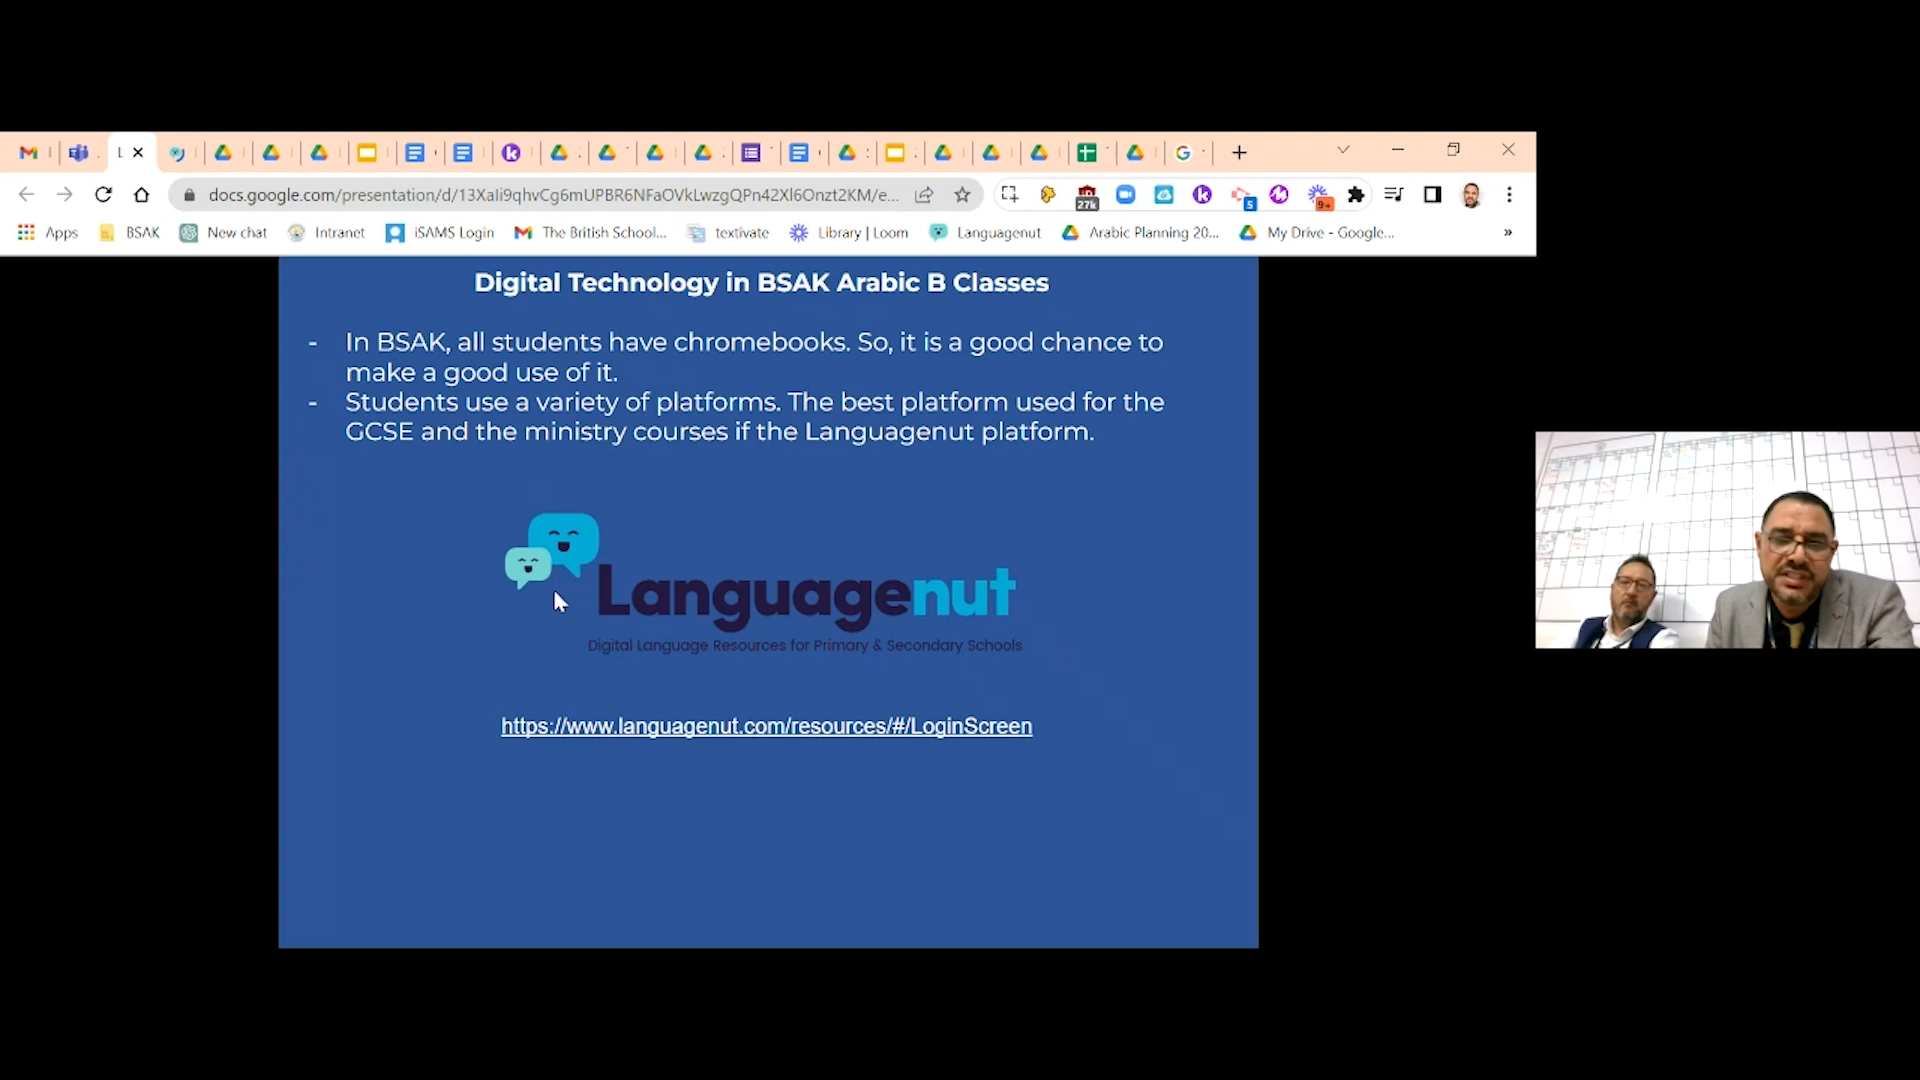 L
docs.google.com/presentation/d/13XaIi9qhvCg6mUPBR6NFaOVkLwzgQPn42Xl6Onzt2KM/e...
27k
5
9+
Apps BSAK New chat Intranet iSAMS Login The British School... textivate Library | Loom Languagenut Arabic Planning 20... My Drive - Google... »
Digital Technology in BSAK Arabic B Classes
- In BSAK, all students have chromebooks. So, it is a good chance to
make a good use of it.
- Students use a variety of platforms. The best platform used for the
GCSE and the ministry courses if the Languagenut platform.
Languagenut
Digital Language Resources for Primary & Secondary Schools
https://www.languagenut.com/resources/#/LoginScreen